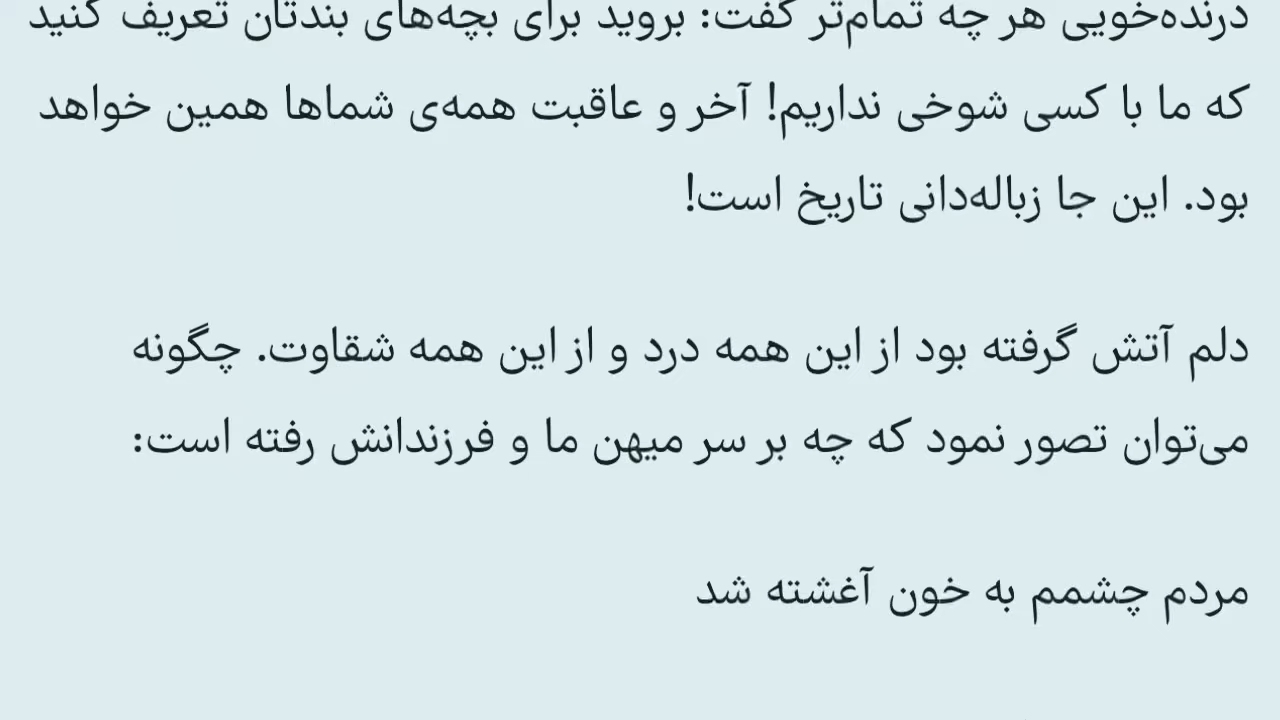 درنده‌خویی هر چه تمام‌تر گفت: بروید برای بچه‌های بندتان تعریف کنید
که ما با کسی شوخی نداریم! آخر و عاقبت همه‌ی شماها همین خواهد
بود. این جا زباله‌دانی تاریخ است!
دلم آتش گرفته بود از این همه درد و از این همه شقاوت. چگونه
می‌توان تصور نمود که چه بر سر میهن ما و فرزندانش رفته است:
مردم چشمم به خون آغشته شد